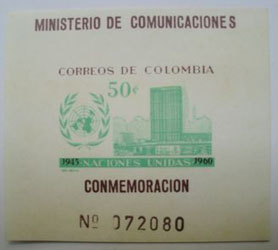 MINISTERIO DE COMUNICACIONES
CORREOS DE COLOMBIA
50¢
1945 NACIONES UNIDAS 1960
CONMEMORACION
Nº 072080